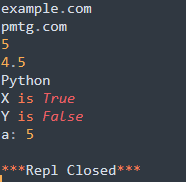 example.com
pmtg.com
5
4.5
Python
X is True
Y is False
a: 5
***Repl Closed***